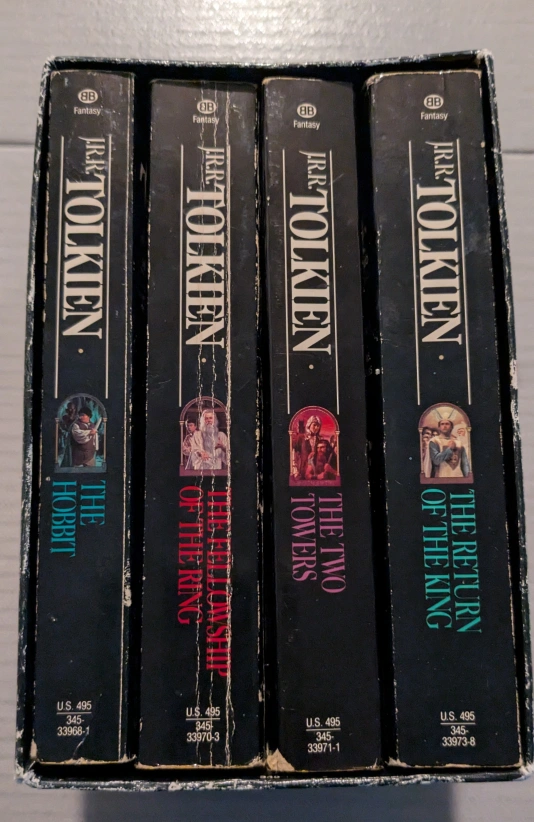 BB
Fantasy
J.R.R. TOLKIEN
THE
HOBBIT
U.S. 495
345-
33968-1
BB
Fantasy
J.R.R. TOLKIEN
THE FELLOWSHIP
OF THE RING
U.S. 495
345-
33970-3
BB
Fantasy
J.R.R. TOLKIEN
THE TWO
TOWERS
U.S. 495
345-
33971-1
BB
Fantasy
J.R.R. TOLKIEN
THE RETURN
OF THE KING
U.S. 495
345-
33973-8